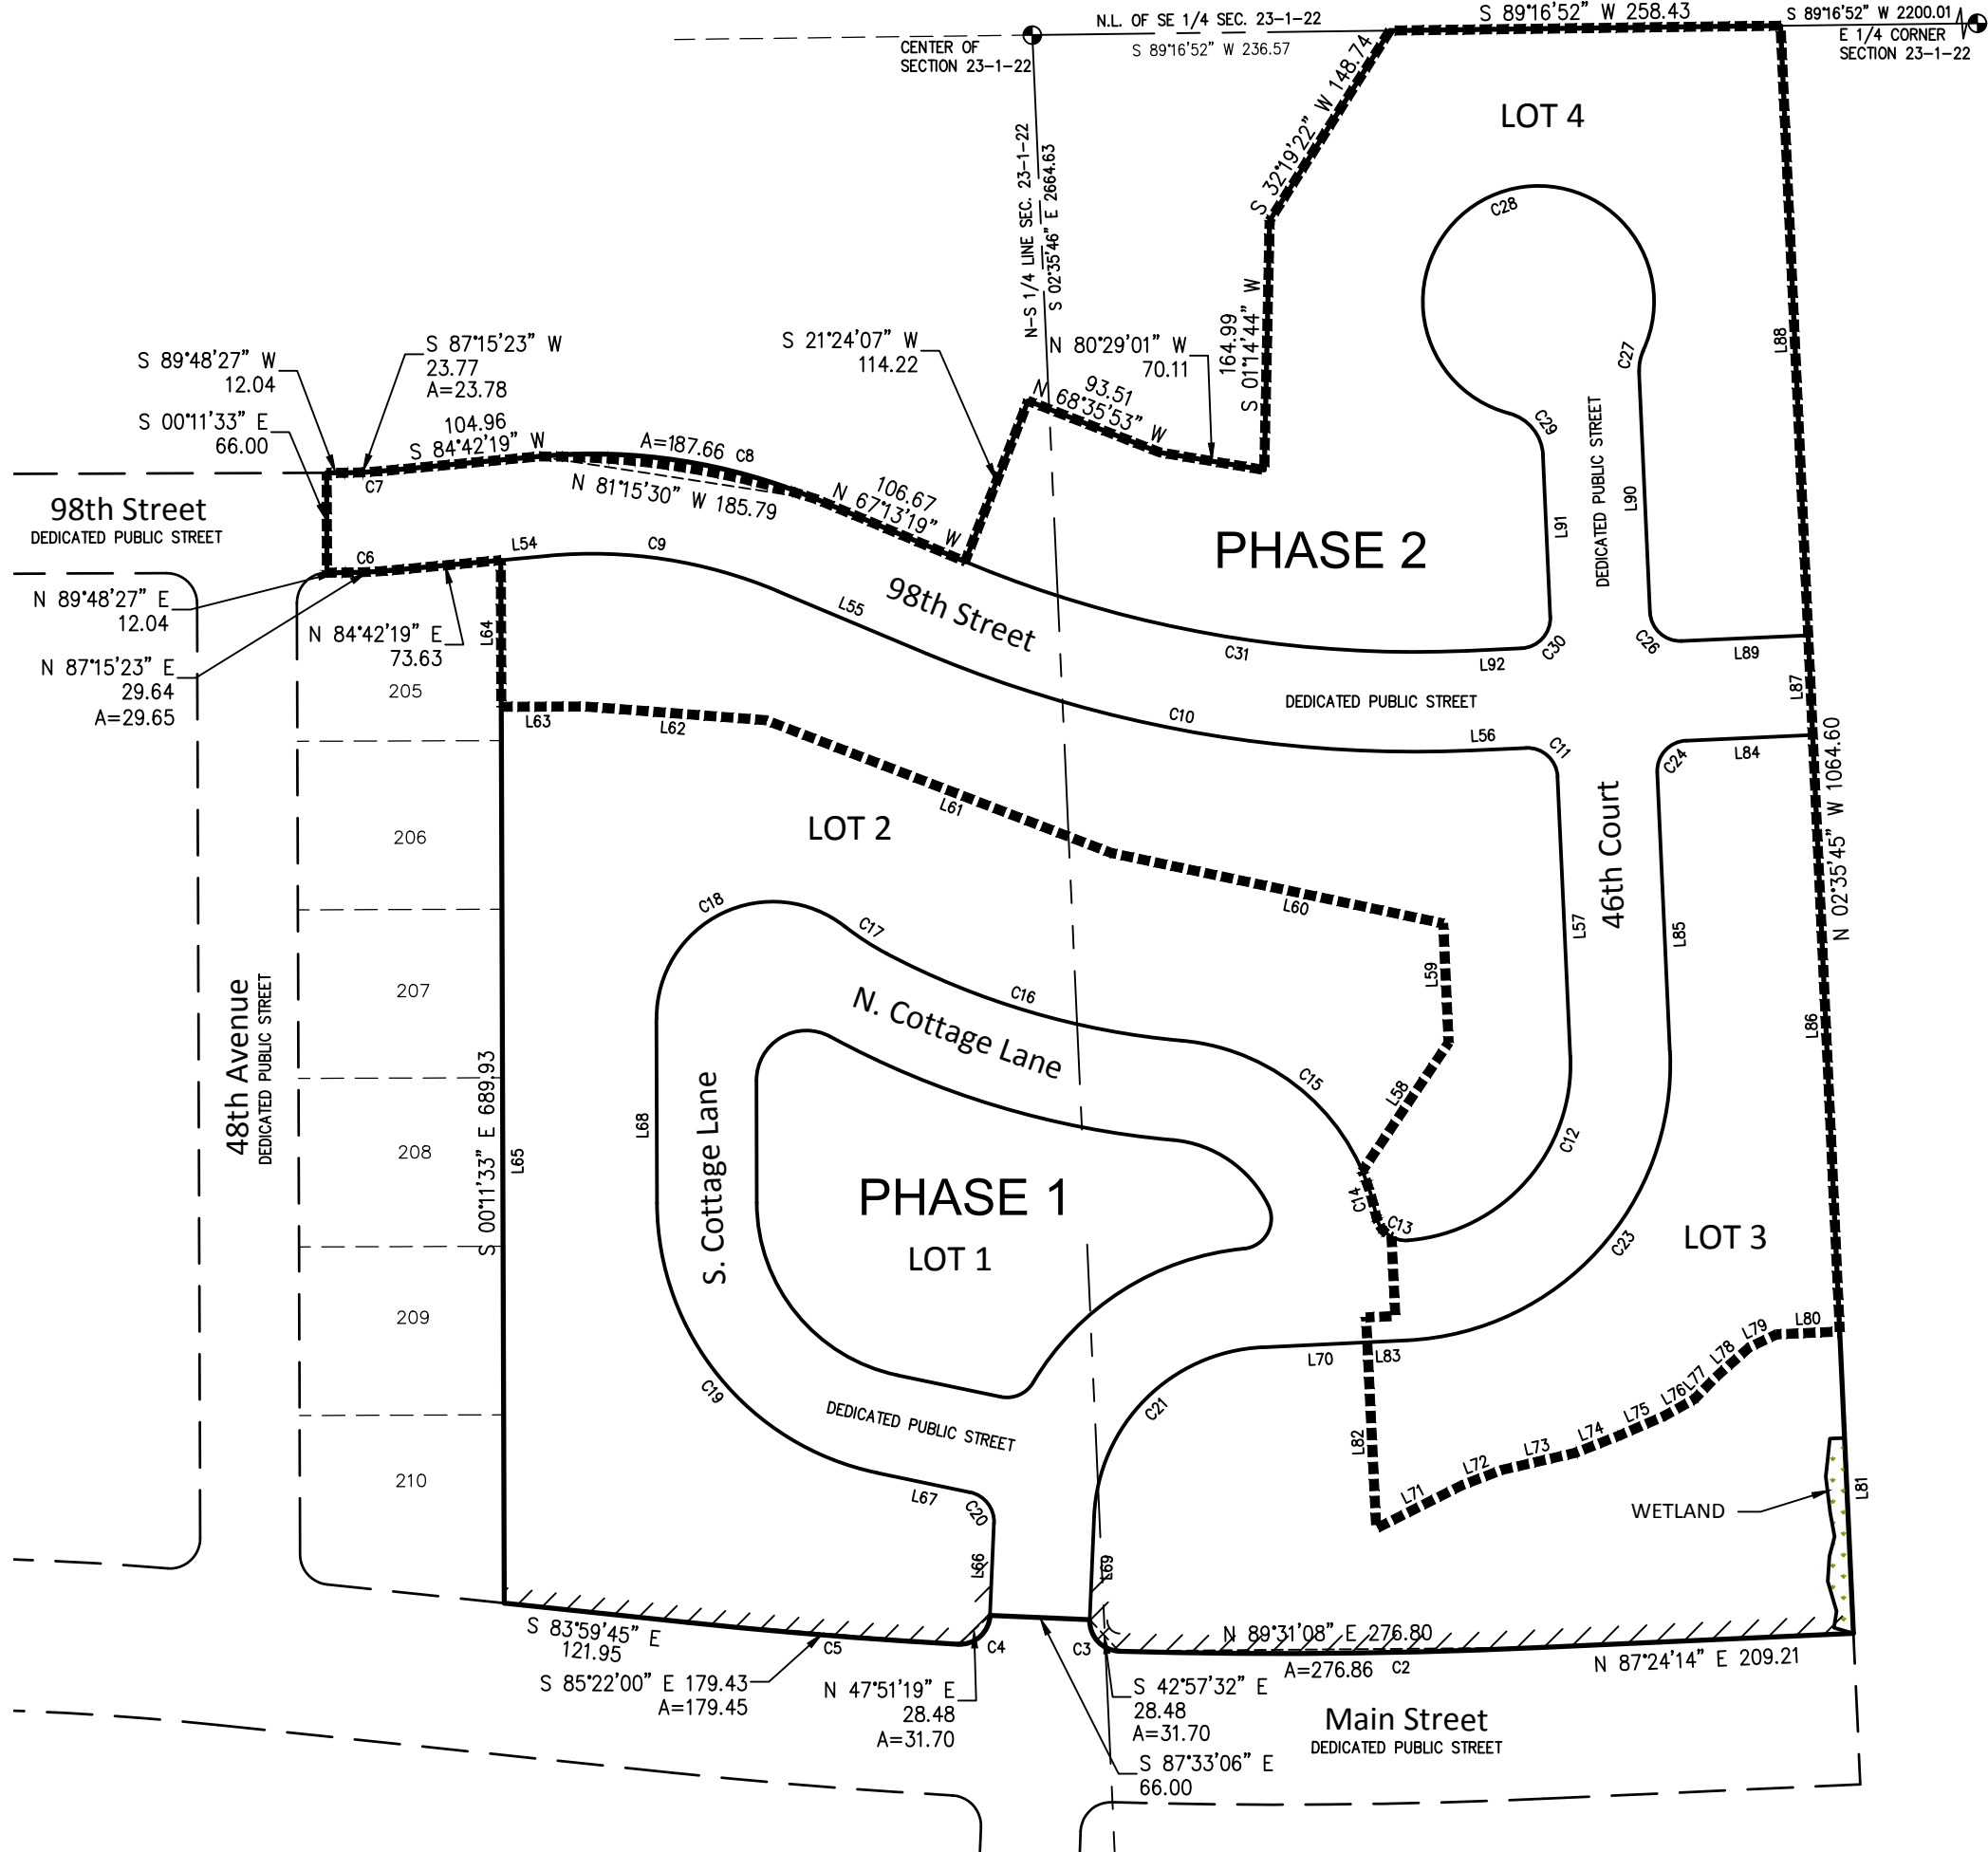 N.L. OF SE 1/4 SEC. 23-1-22
S 89°16'52" W 236.57
S 89°16'52" W 258.43
S 89°16'52" W 2200.01
E 1/4 CORNER
SECTION 23-1-22
CENTER OF
SECTION 23-1-22
N-S 1/4 LINE SEC. 23-1-22
S 02°35'46" E 2664.63
S 32°19'22" W 148.74
LOT 4
C28
C27
C29
L88
164.99
S 01°14'44" W
S 89°48'27" W
12.04
S 00°11'33" E
66.00
S 87°15'23" W
23.77
A=23.78
104.96
S 84°42'19" W
C7
A=187.66 C8
N 81°15'30" W 185.79
S 21°24'07" W
114.22
N 80°29'01" W
70.11
93.51
N 68°35'53" W
106.67
N 67°13'19" W
98th Street
DEDICATED PUBLIC STREET
C6
L54
C9
L55
98th Street
PHASE 2
DEDICATED PUBLIC STREET
L91
L90
C31
L92
C30
C26
L89
L87
N 89°48'27" E
12.04
N 84°42'19" E
73.63
N 87°15'23" E
29.64
A=29.65
L64
205
L63
L62
L61
L60
C10
DEDICATED PUBLIC STREET
L56
C11
C24
L84
N 02°35'45" W 1064.60
206
LOT 2
46th Court
L57
L85
L59
L86
207
48th Avenue
DEDICATED PUBLIC STREET
C18
C17
C16
N. Cottage Lane
C15
L58
S 00°11'33" E 689.93
L65
L68
S. Cottage Lane
208
PHASE 1
LOT 1
C14
C13
C12
C23
LOT 3
209
C19
DEDICATED PUBLIC STREET
C21
L70
L83
L82
L71
L72
L73
L74
L75
L76
L77
L78
L79
L80
L81
210
L67
C20
L66
L69
WETLAND
S 83°59'45" E
121.95
C5
C4
C3
S 85°22'00" E 179.43
A=179.45
N 47°51'19" E
28.48
A=31.70
S 42°57'32" E
28.48
A=31.70
S 87°33'06" E
66.00
N 89°31'08" E 276.80
A=276.86 C2
N 87°24'14" E 209.21
Main Street
DEDICATED PUBLIC STREET